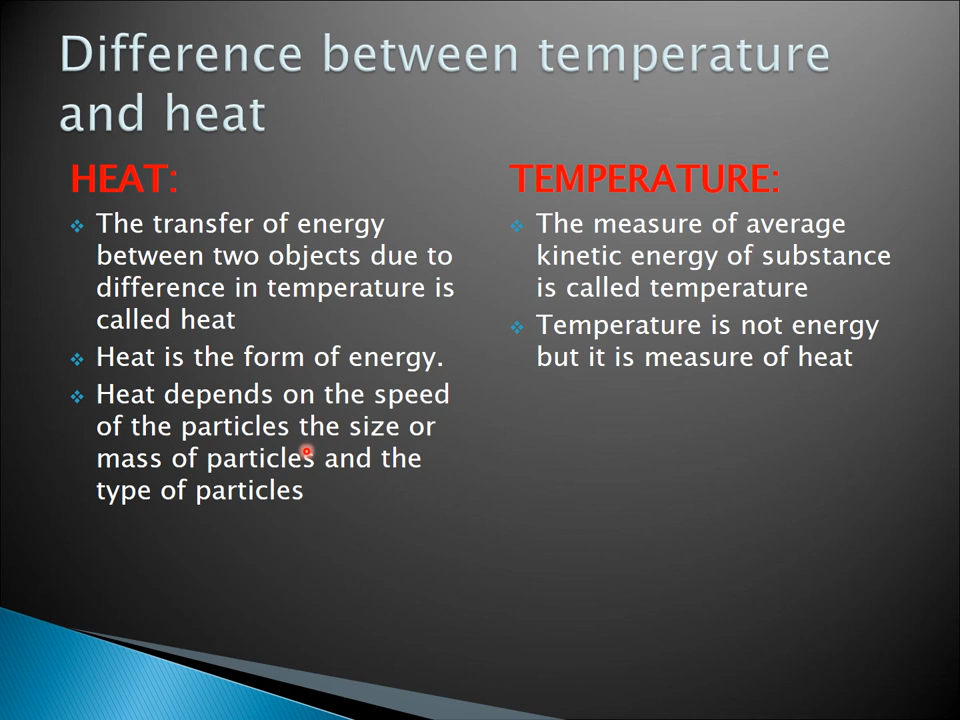 Difference between temperature
and heat
HEAT:
The transfer of energy
between two objects due to
difference in temperature is
called heat
Heat is the form of energy.
Heat depends on the speed
of the particles the size or
mass of particles and the
type of particles
TEMPERATURE:
The measure of average
kinetic energy of substance
is called temperature
Temperature is not energy
but it is measure of heat